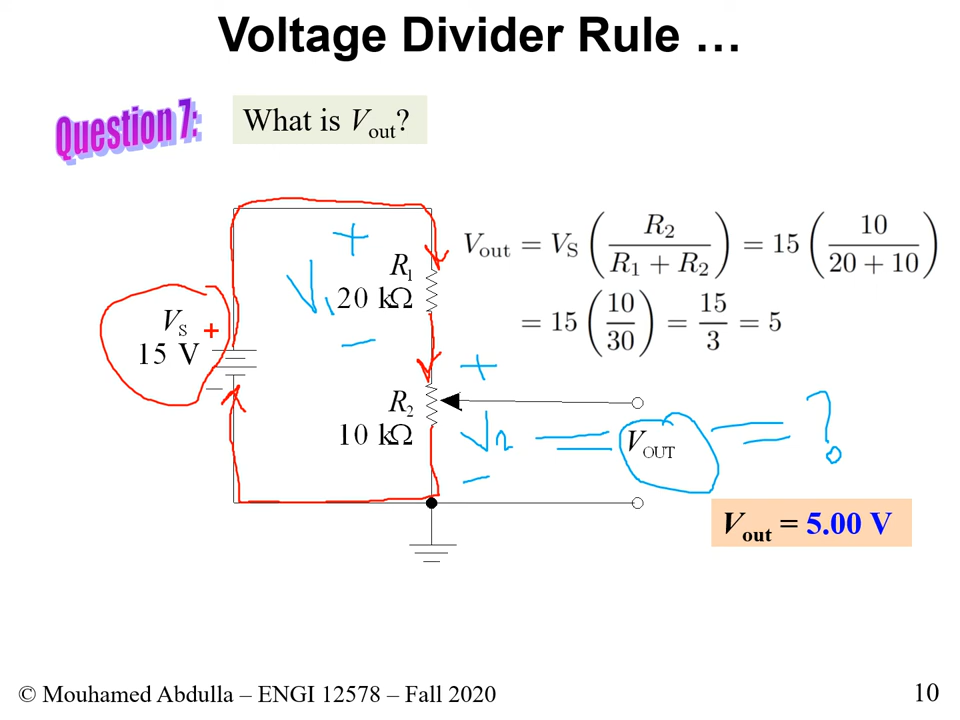 Voltage Divider Rule …
Question 7:
What is Vout?
+
V1
−
R1
20 kΩ
VS
15 V
+
−
R2
10 kΩ
Vout = VS ( R2 / (R1 + R2) ) = 15 ( 10 / (20 + 10) )
= 15 ( 10 / 30 ) = 15 / 3 = 5
+
V2 = VOUT = ?
−
Vout = 5.00 V
© Mouhamed Abdulla – ENGI 12578 – Fall 2020
10